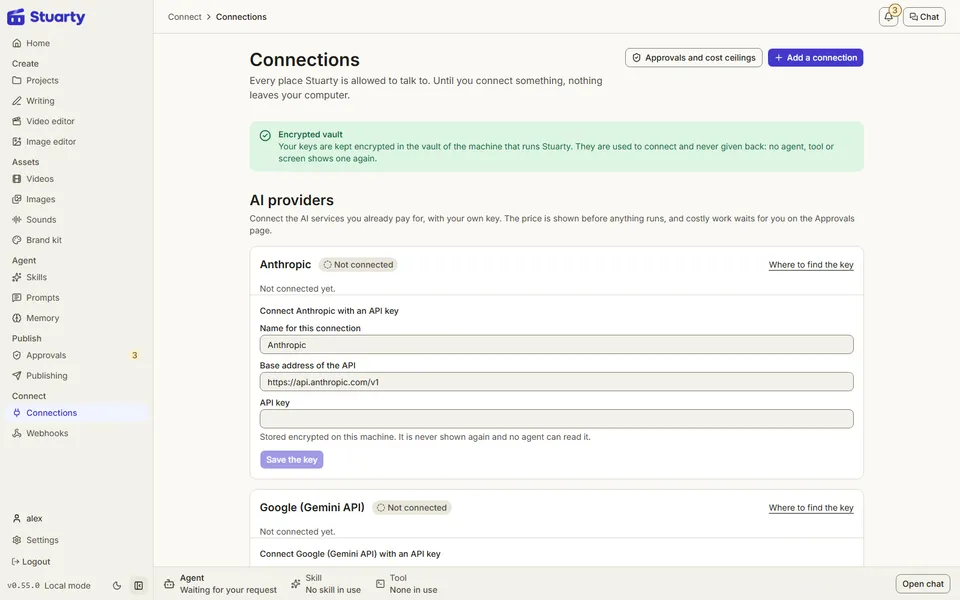 Stuarty
Home
Create
Projects
Writing
Video editor
Image editor
Assets
Videos
Images
Sounds
Brand kit
Agent
Skills
Prompts
Memory
Publish
Approvals 3
Publishing
Connect
Connections
Webhooks
alex
Settings
Logout
v0.55.0 Local mode
Connect > Connections
3
Chat
Connections
Every place Stuarty is allowed to talk to. Until you connect something, nothing
leaves your computer.
Approvals and cost ceilings
+ Add a connection
Encrypted vault
Your keys are kept encrypted in the vault of the machine that runs Stuarty. They are used to connect and never given back: no agent, tool or
screen shows one again.
AI providers
Connect the AI services you already pay for, with your own key. The price is shown before anything runs, and costly work waits for you on the Approvals
page.
Anthropic Not connected Where to find the key
Not connected yet.
Connect Anthropic with an API key
Name for this connection
Anthropic
Base address of the API
https://api.anthropic.com/v1
API key
Stored encrypted on this machine. It is never shown again and no agent can read it.
Save the key
Google (Gemini API) Not connected Where to find the key
Not connected yet.
Connect Google (Gemini API) with an API key
Agent
Waiting for your request
Skill
No skill in use
Tool
None in use
Open chat